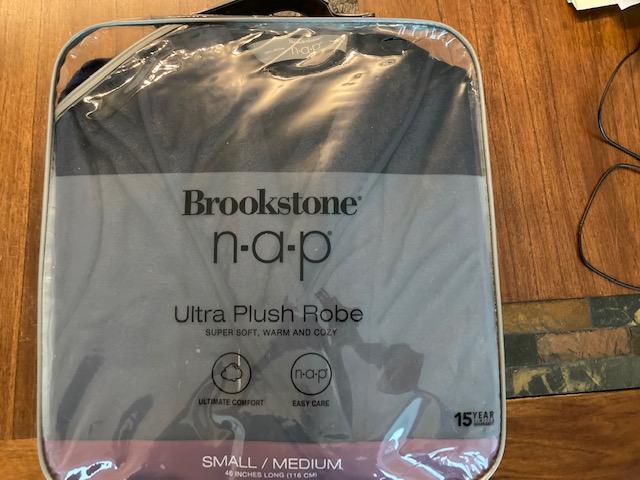 n·a·p
Brookstone®
n·a·p®
Ultra Plush Robe
SUPER SOFT, WARM AND COZY
n·a·p
ULTIMATE COMFORT
EASY CARE
15 YEAR
SMALL / MEDIUM
46 INCHES LONG (116 CM)